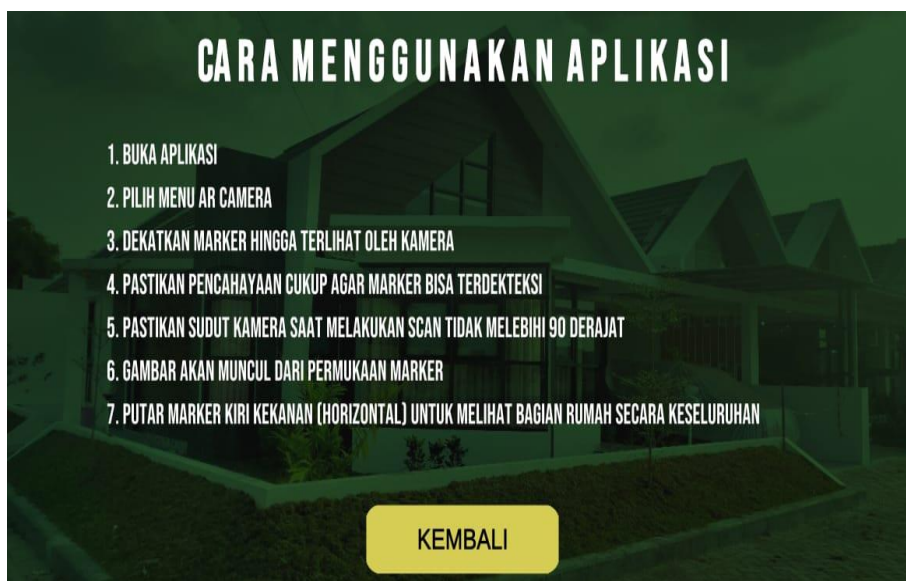 CARA MENGGUNAKAN APLIKASI
1. BUKA APLIKASI
2. PILIH MENU AR CAMERA
3. DEKATKAN MARKER HINGGA TERLIHAT OLEH KAMERA
4. PASTIKAN PENCAHAYAAN CUKUP AGAR MARKER BISA TERDEKTEKSI
5. PASTIKAN SUDUT KAMERA SAAT MELAKUKAN SCAN TIDAK MELEBIHI 90 DERAJAT
6. GAMBAR AKAN MUNCUL DARI PERMUKAAN MARKER
7. PUTAR MARKER KIRI KEKANAN (HORIZONTAL) UNTUK MELIHAT BAGIAN RUMAH SECARA KESELURUHAN
KEMBALI